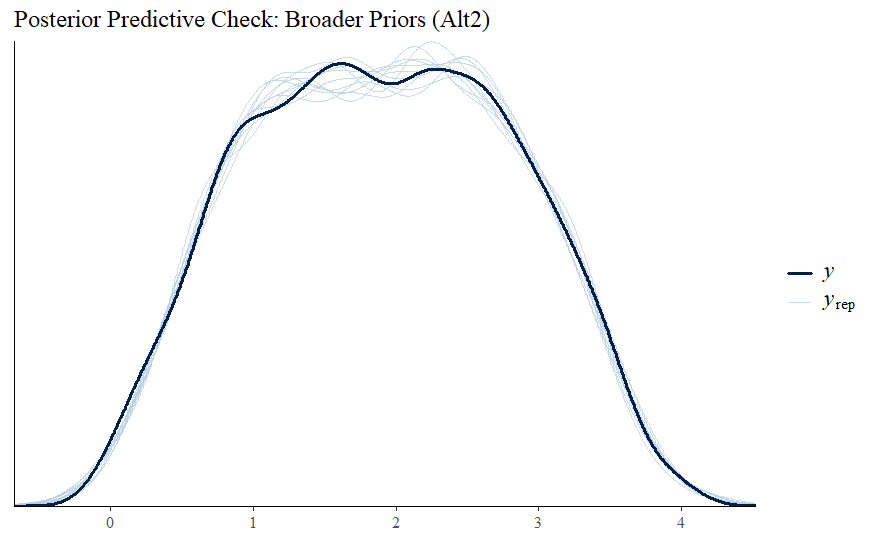 Posterior Predictive Check: Broader Priors (Alt2)
y
yrep
0 1 2 3 4